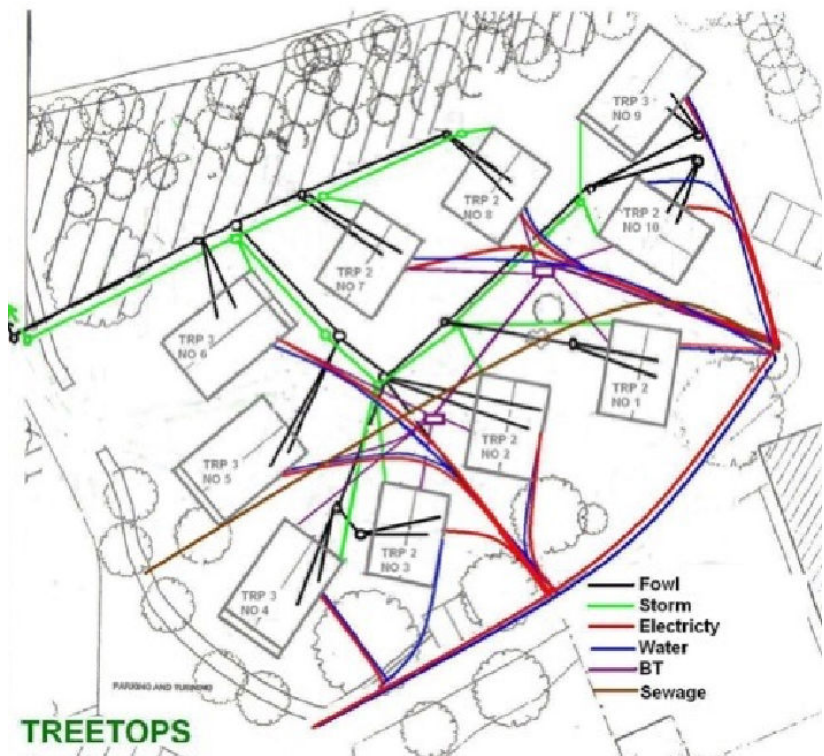 TRP 3
NO 9
TRP 2
NO 8
TRP 2
NO 10
TRP 2
NO 7
TRP 3
NO 6
TRP 2
NO 1
TRP 2
NO 2
TRP 3
NO 5
TRP 2
NO 3
TRP 3
NO 4
Fowl
Storm
Electricty
Water
BT
Sewage
PARKING AND TURNING
TREETOPS